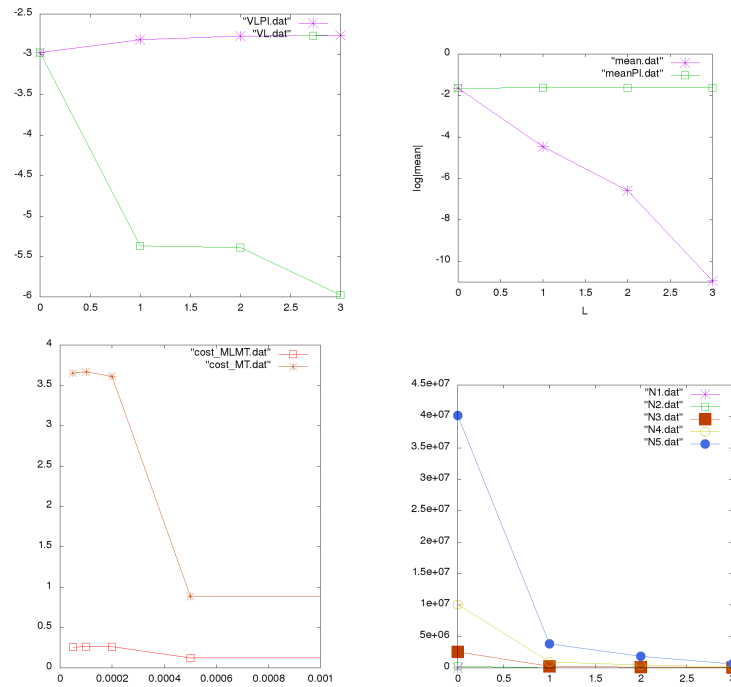 -2.5
"VLPI.dat"
"VL.dat"
-3
-3.5
-4
-4.5
-5
-5.5
-6
0 0.5 1 1.5 2 2.5 3
0
"mean.dat"
"meanPI.dat"
-2
-4
-6
-8
-10
log|mean|
0 0.5 1 1.5 2 2.5 3
L
4
"cost_MLMT.dat"
"cost_MT.dat"
3.5
3
2.5
2
1.5
1
0.5
0
0 0.0002 0.0004 0.0006 0.0008 0.001
4.5e+07
"N1.dat"
"N2.dat"
"N3.dat"
"N4.dat"
"N5.dat"
4e+07
3.5e+07
3e+07
2.5e+07
2e+07
1.5e+07
1e+07
5e+06
0
0 0.5 1 1.5 2 2.5 3